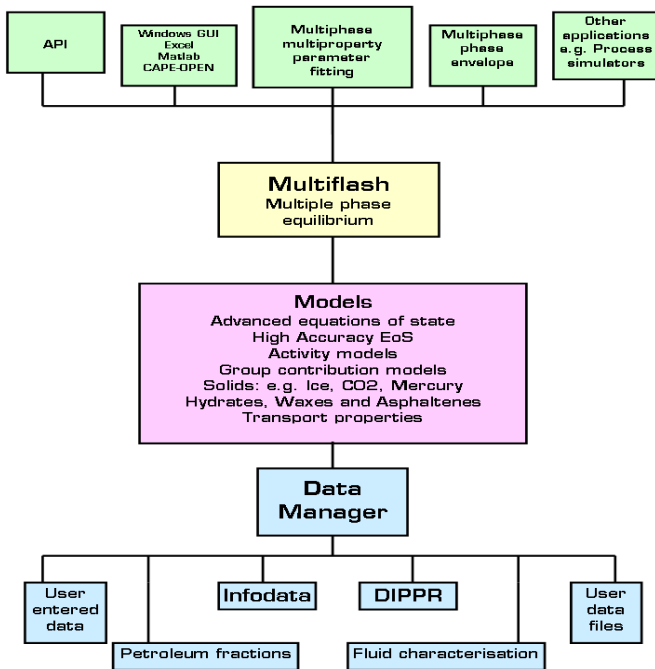 API
Windows GUI
Excel
Matlab
CAPE-OPEN
Multiphase
multiproperty
parameter
fitting
Multiphase
phase
envelope
Other
applications
e.g. Process
simulators
Multiflash
Multiple phase
equilibrium
Models
Advanced equations of state
High Accuracy EoS
Activity models
Group contribution models
Solids: e.g. Ice, CO2, Mercury
Hydrates, Waxes and Asphaltenes
Transport properties
Data
Manager
User
entered
data
Infodata
DIPPR
User
data
files
Petroleum fractions
Fluid characterisation